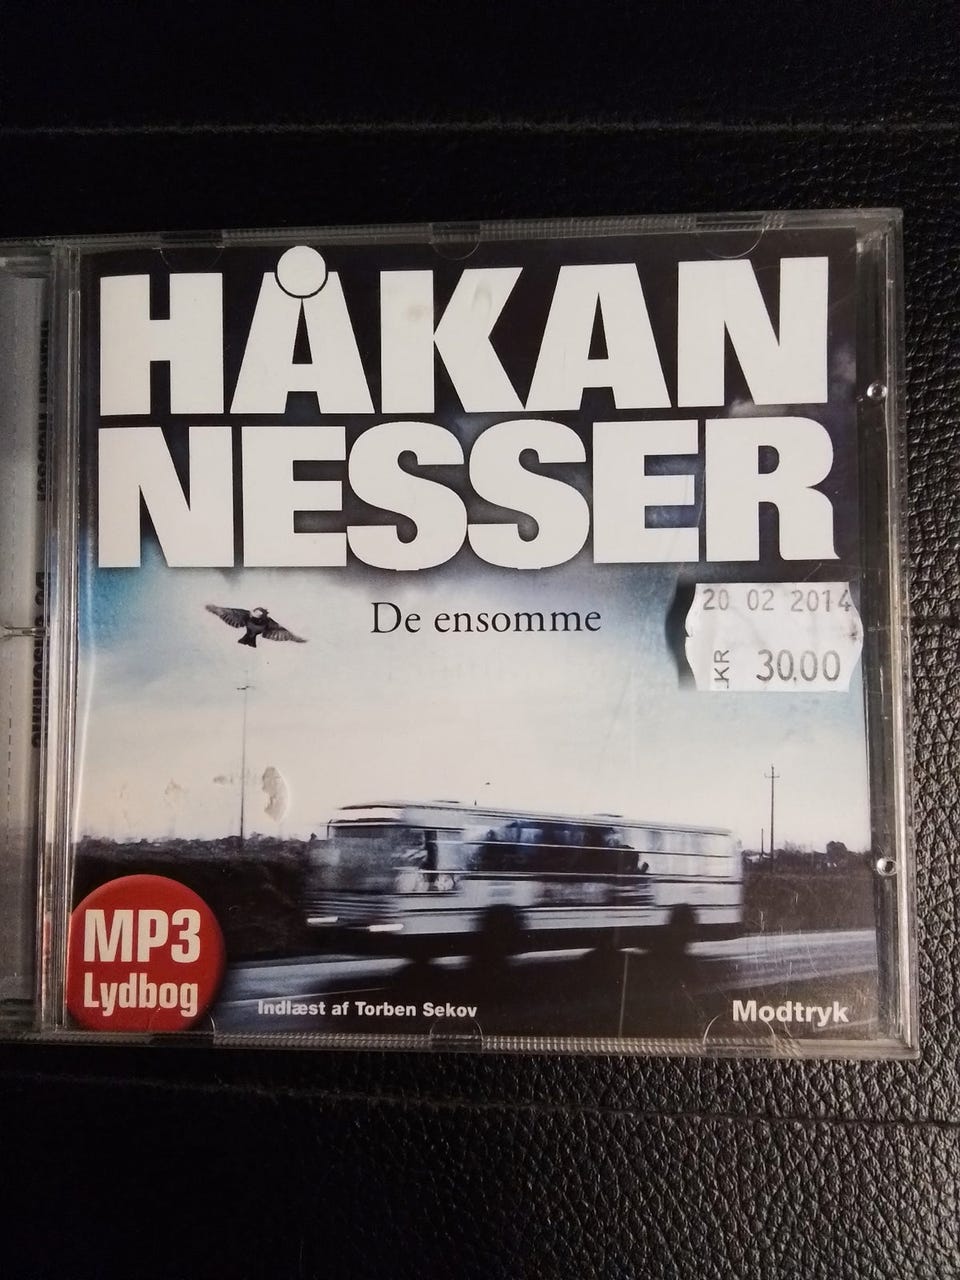 HÅKAN
NESSER
De ensomme
20 02 2014
KR 30.00
MP3
Lydbog
Indlæst af Torben Sekov
Modtryk